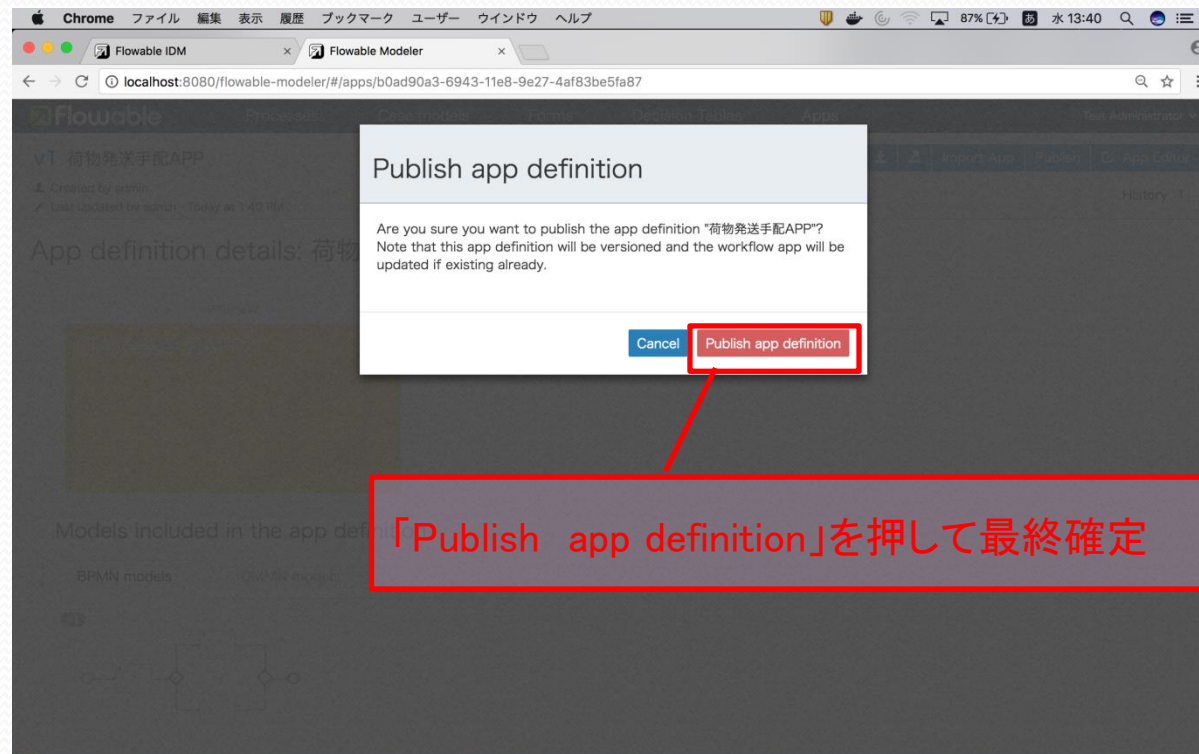 Chrome ファイル 編集 表示 履歴 ブックマーク ユーザー ウインドウ ヘルプ 87% あ 水 13:40
Flowable IDM × Flowable Modeler ×
localhost:8080/flowable-modeler/#/apps/b0ad90a3-6943-11e8-9e27-4af83be5fa87
Flowable Processes Case models Forms Decision Tables Apps Test Administrator
v1 荷物発送手配APP Import App Publish App Editor
Created by admin History 1
Last updated by admin - Today at 1:40 PM
Publish app definition
Are you sure you want to publish the app definition "荷物発送手配APP"?
Note that this app definition will be versioned and the workflow app will be
updated if existing already.
App definition details: 荷物
Cancel Publish app definition
「Publish app definition」を押して最終確定
Models included in the app definition
BPMN models CMMN models